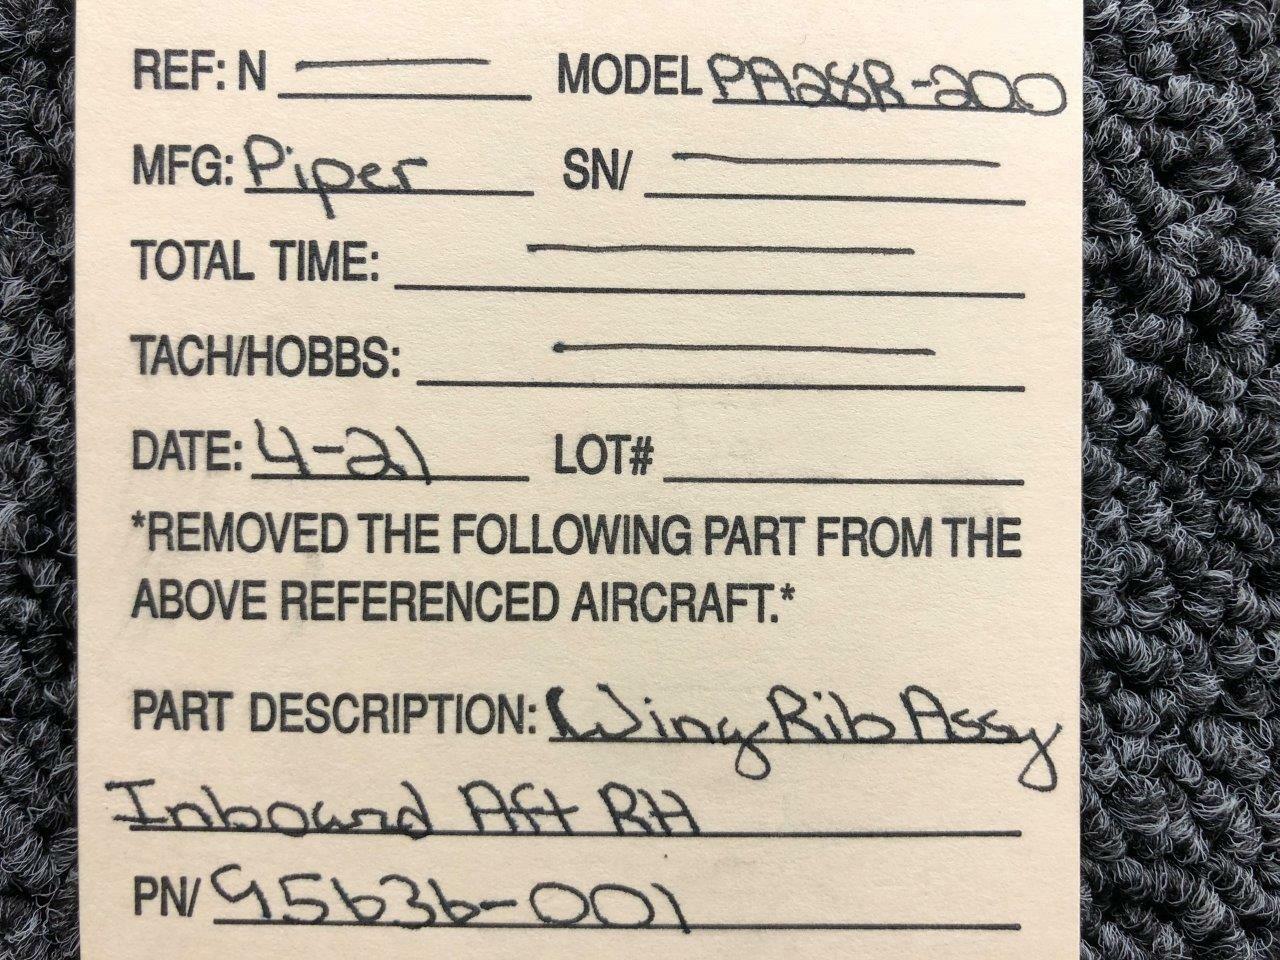 REF: N MODEL PA28R-200
MFG: Piper SN/
TOTAL TIME:
TACH/HOBBS:
DATE: 4-21 LOT#
*REMOVED THE FOLLOWING PART FROM THE
ABOVE REFERENCED AIRCRAFT.*
PART DESCRIPTION: Wing Rib Assy
Inboard Aft RH
PN/ 95636-001